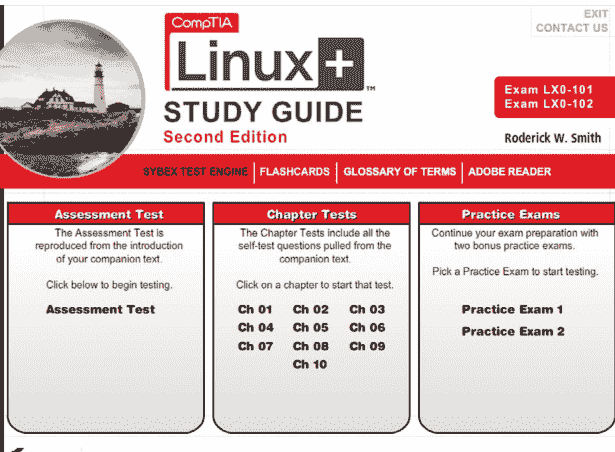 EXIT
CONTACT US
CompTIA
Linux+™
STUDY GUIDE
Second Edition
Exam LX0-101
Exam LX0-102
Roderick W. Smith
SYBEX TEST ENGINE | FLASHCARDS | GLOSSARY OF TERMS | ADOBE READER
Assessment Test
The Assessment Test is
reproduced from the introduction
of your companion text.
Click below to begin testing.
Assessment Test
Chapter Tests
The Chapter Tests include all the
self-test questions pulled from the
companion text.
Click on a chapter to start that test.
Ch 01 Ch 02 Ch 03
Ch 04 Ch 05 Ch 06
Ch 07 Ch 08 Ch 09
Ch 10
Practice Exams
Continue your exam preparation with
two bonus practice exams.
Pick a Practice Exam to start testing.
Practice Exam 1
Practice Exam 2